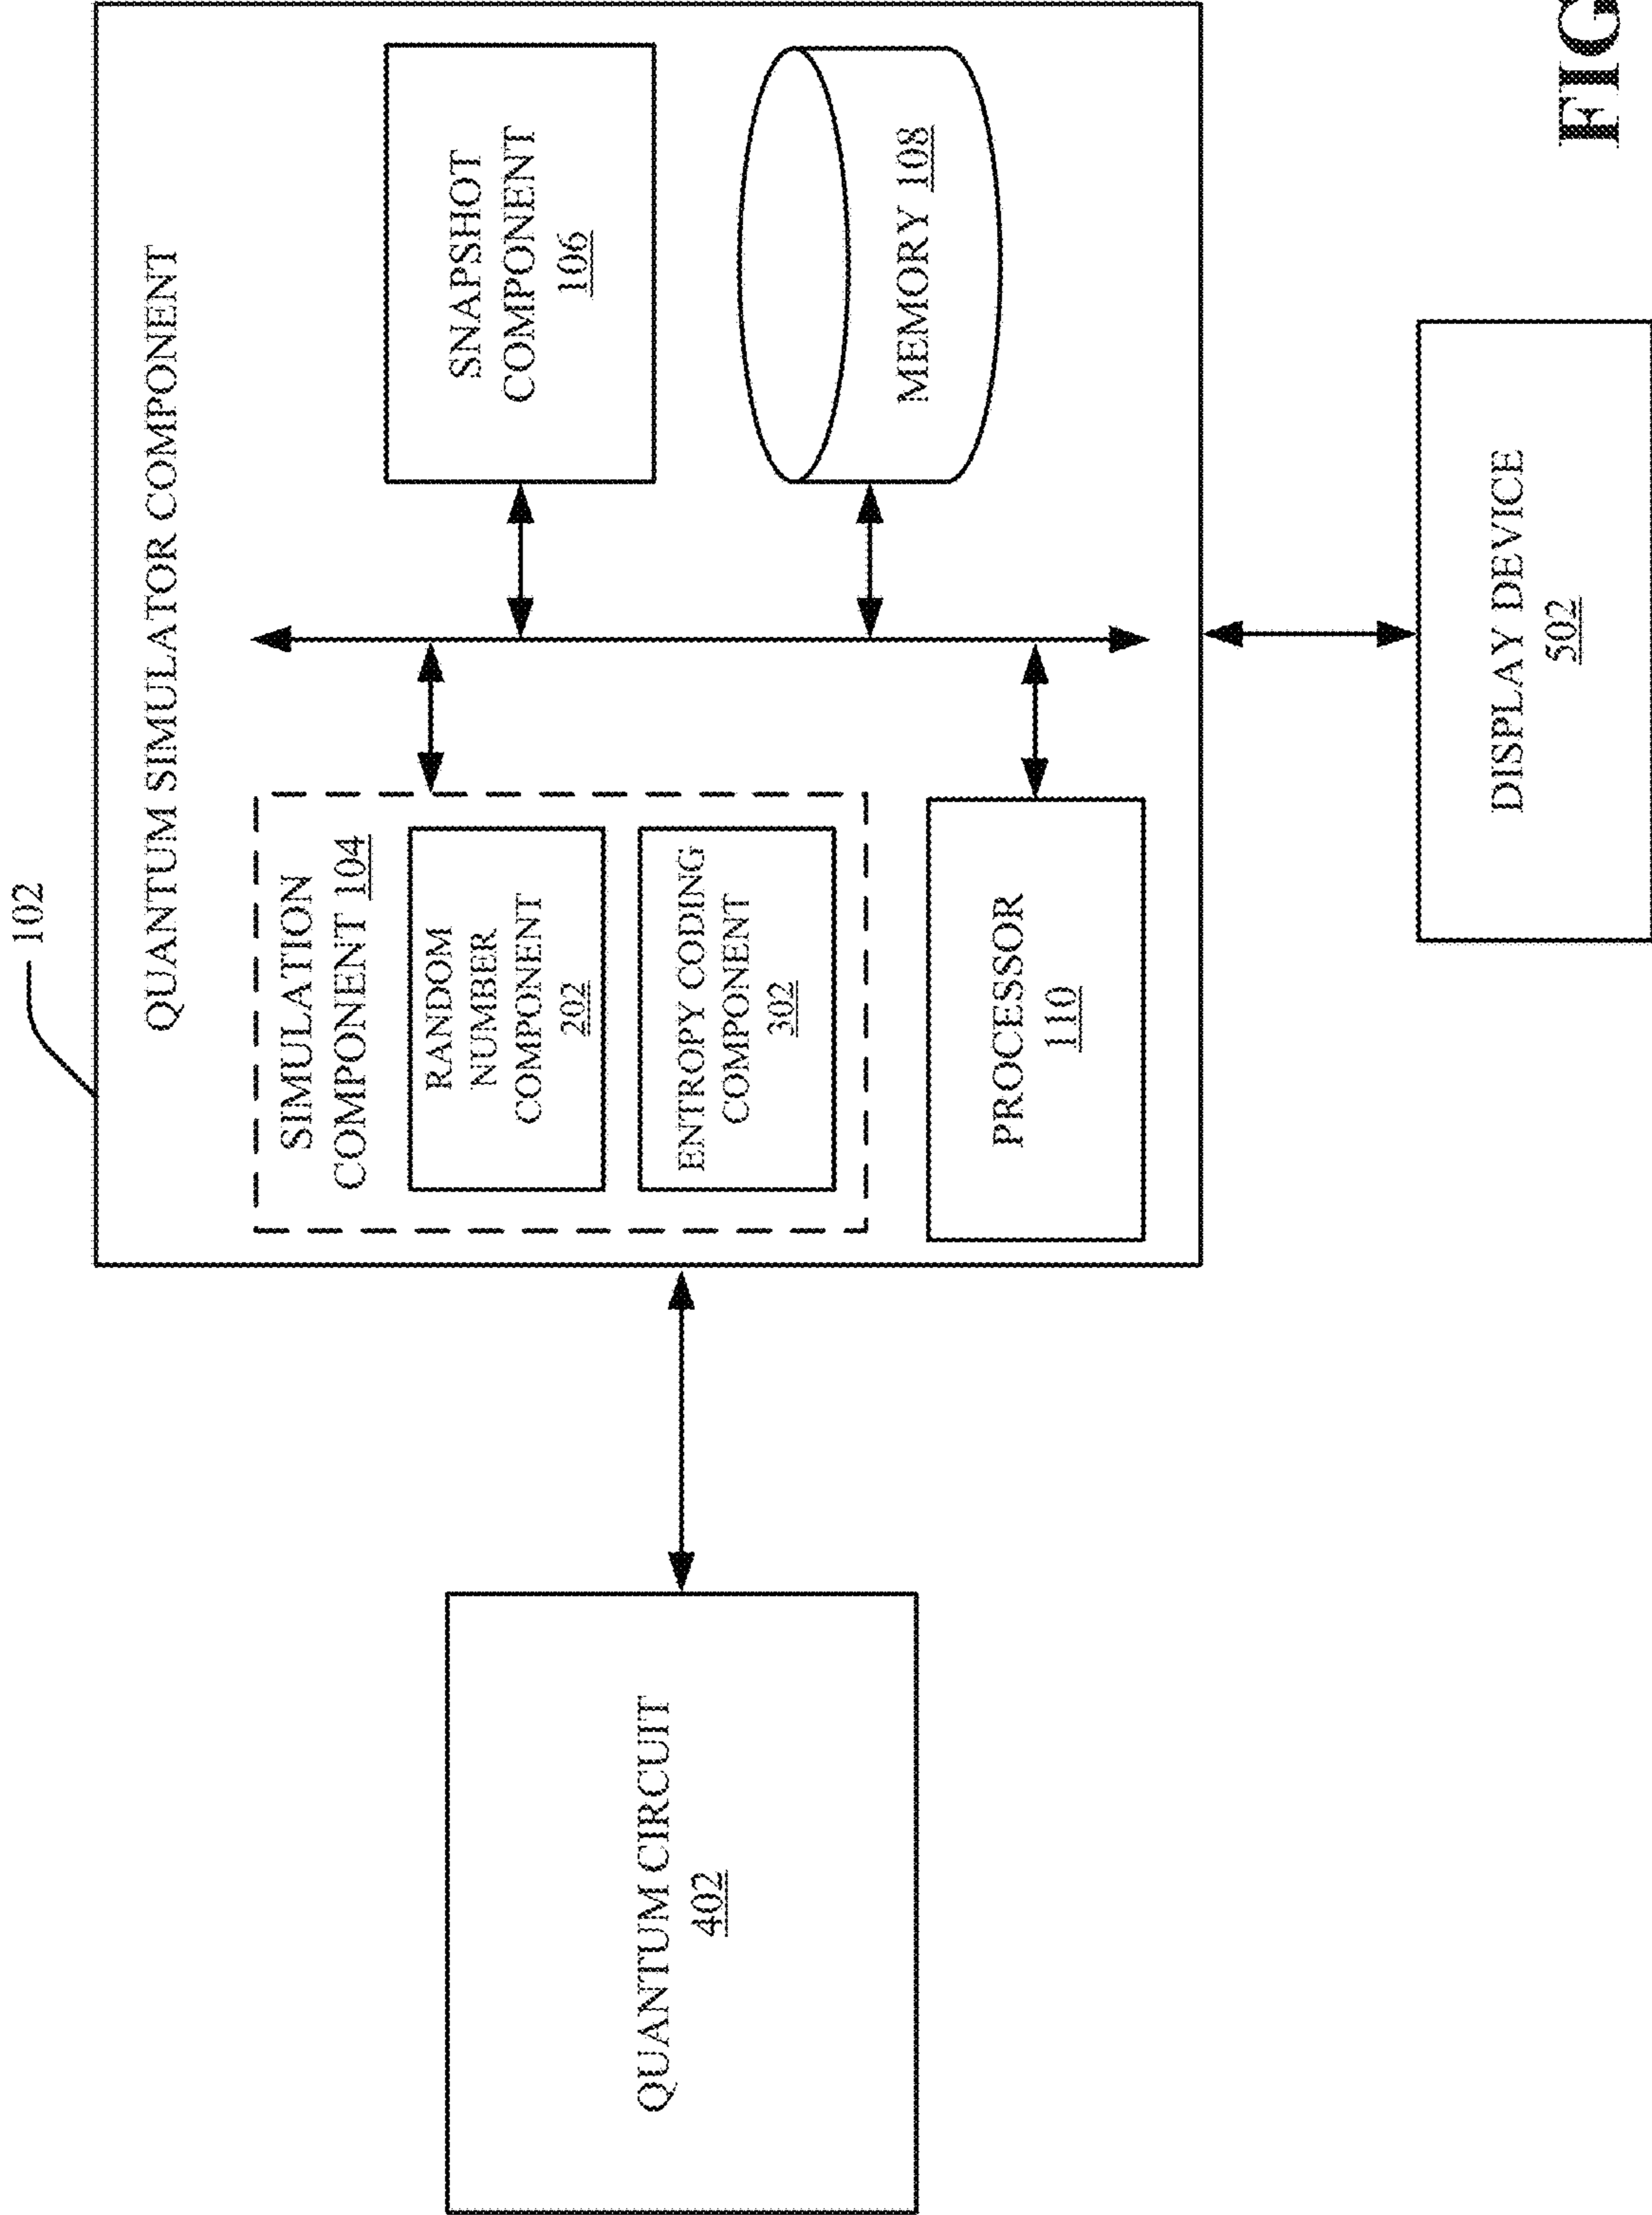 102
QUANTUM SIMULATOR COMPONENT
SIMULATION
COMPONENT 104
RANDOM
NUMBER
COMPONENT
202
ENTROPY CODING
COMPONENT
302
PROCESSOR
110
SNAPSHOT
COMPONENT
106
MEMORY 108
QUANTUM CIRCUIT
402
DISPLAY DEVICE
502
FIG